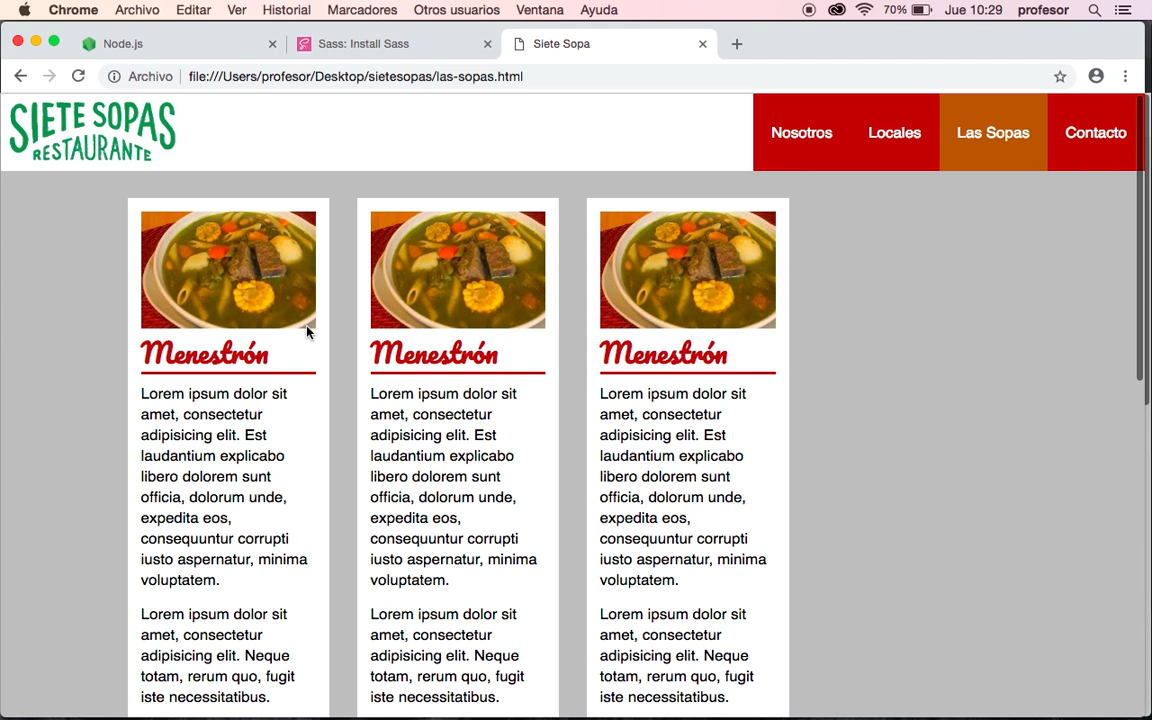 Chrome Archivo Editar Ver Historial Marcadores Otros usuarios Ventana Ayuda 70% Jue 10:29 profesor
Node.js Sass: Install Sass Siete Sopa
Archivo file:///Users/profesor/Desktop/sietesopas/las-sopas.html
SIETE SOPAS
RESTAURANTE
Nosotros Locales Las Sopas Contacto
Menestrón
Lorem ipsum dolor sit
amet, consectetur
adipisicing elit. Est
laudantium explicabo
libero dolorem sunt
officia, dolorum unde,
expedita eos,
consequuntur corrupti
iusto aspernatur, minima
voluptatem.
Lorem ipsum dolor sit
amet, consectetur
adipisicing elit. Neque
totam, rerum quo, fugit
iste necessitatibus.
Menestrón
Lorem ipsum dolor sit
amet, consectetur
adipisicing elit. Est
laudantium explicabo
libero dolorem sunt
officia, dolorum unde,
expedita eos,
consequuntur corrupti
iusto aspernatur, minima
voluptatem.
Lorem ipsum dolor sit
amet, consectetur
adipisicing elit. Neque
totam, rerum quo, fugit
iste necessitatibus.
Menestrón
Lorem ipsum dolor sit
amet, consectetur
adipisicing elit. Est
laudantium explicabo
libero dolorem sunt
officia, dolorum unde,
expedita eos,
consequuntur corrupti
iusto aspernatur, minima
voluptatem.
Lorem ipsum dolor sit
amet, consectetur
adipisicing elit. Neque
totam, rerum quo, fugit
iste necessitatibus.